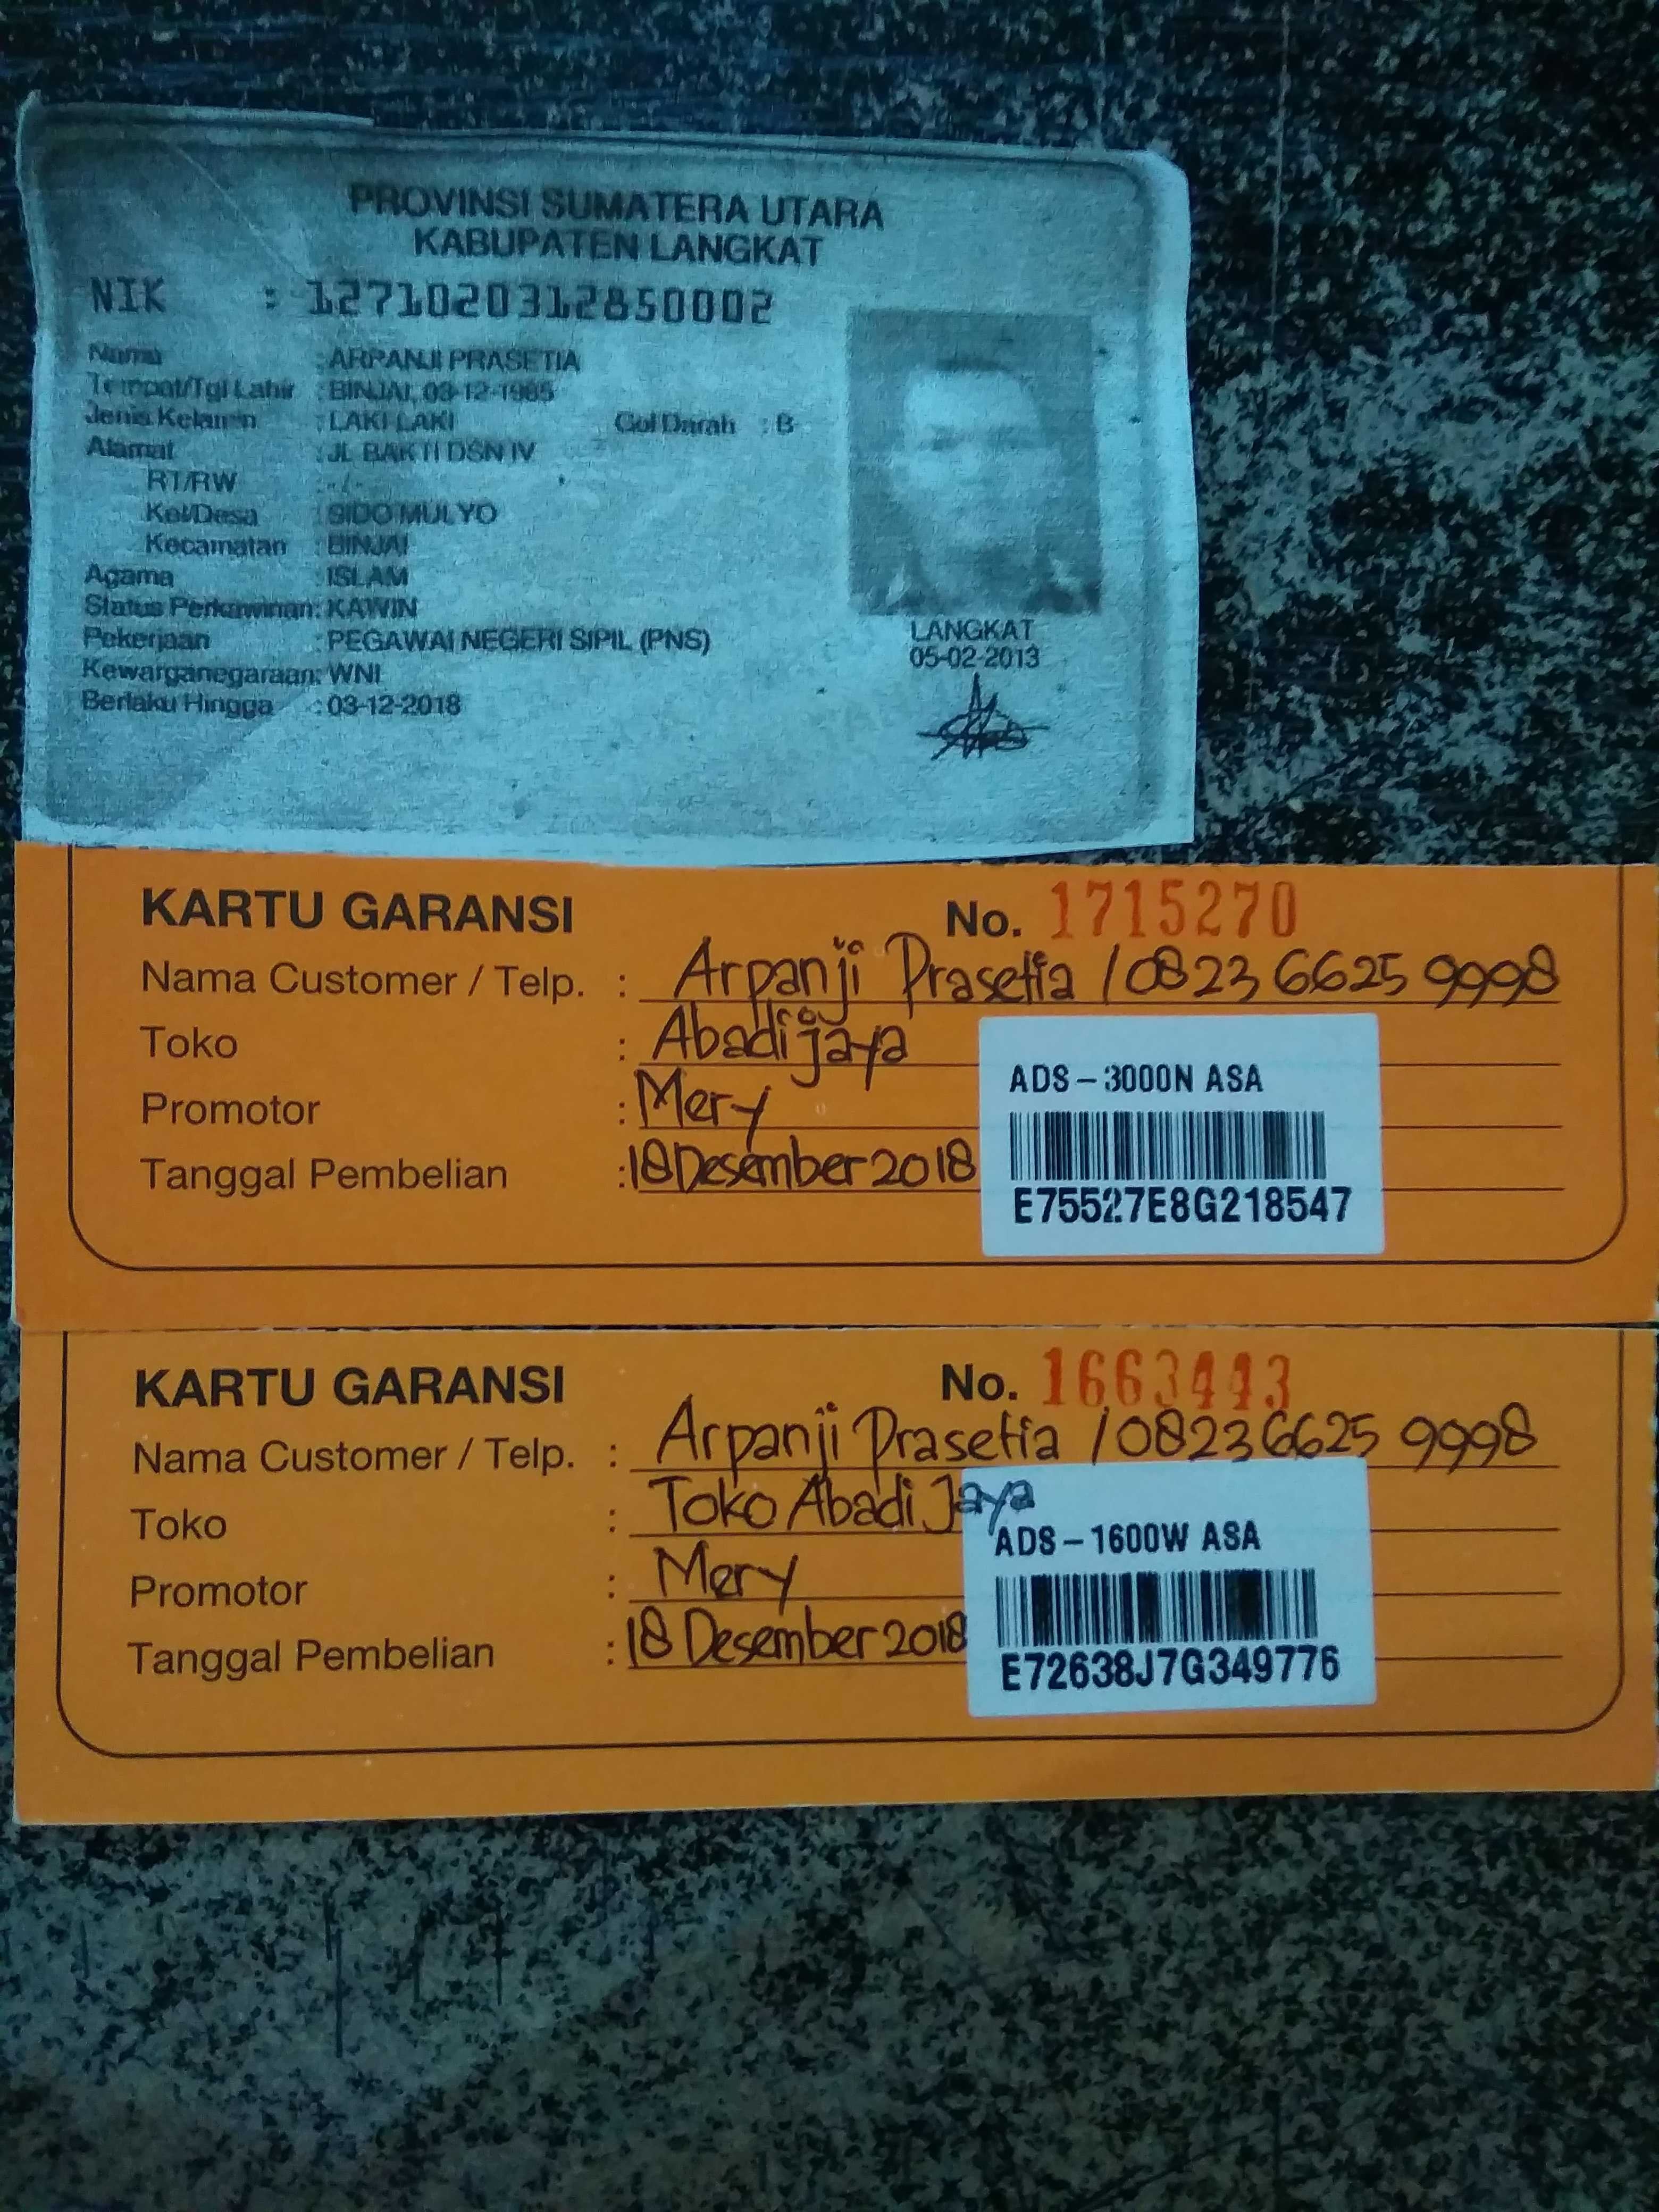 PROVINSI SUMATERA UTARA
KABUPATEN LANGKAT
NIK : 1271020312850002
Nama : ARPANJI PRASETIA
Tempat/Tgl Lahir : BINJAI, 03-12-1985
Jenis Kelamin : LAKI LAKI Gol Darah : B
Alamat : JL BAKTI DSN IV
RT/RW : - / -
Kel/Desa : SIDO MULYO
Kecamatan : BINJAI
Agama : ISLAM
Status Perkawinan: KAWIN
Pekerjaan : PEGAWAI NEGERI SIPIL (PNS)
Kewarganegaraan: WNI
Berlaku Hingga : 03-12-2018
LANGKAT
05-02-2013
KARTU GARANSI No. 1715270
Nama Customer / Telp. : Arpanji Prasetia / 0823 6625 9998
Toko : Abadi jaya
Promotor : Mery
Tanggal Pembelian : 18 Desember 2018
ADS - 3000N ASA
E75527E8G218547
KARTU GARANSI No. 1663443
Nama Customer / Telp. : Arpanji Prasetia / 0823 6625 9998
Toko : Toko Abadi Jaya
Promotor : Mery
Tanggal Pembelian : 18 Desember 2018
ADS - 1600W ASA
E72638J7G349776